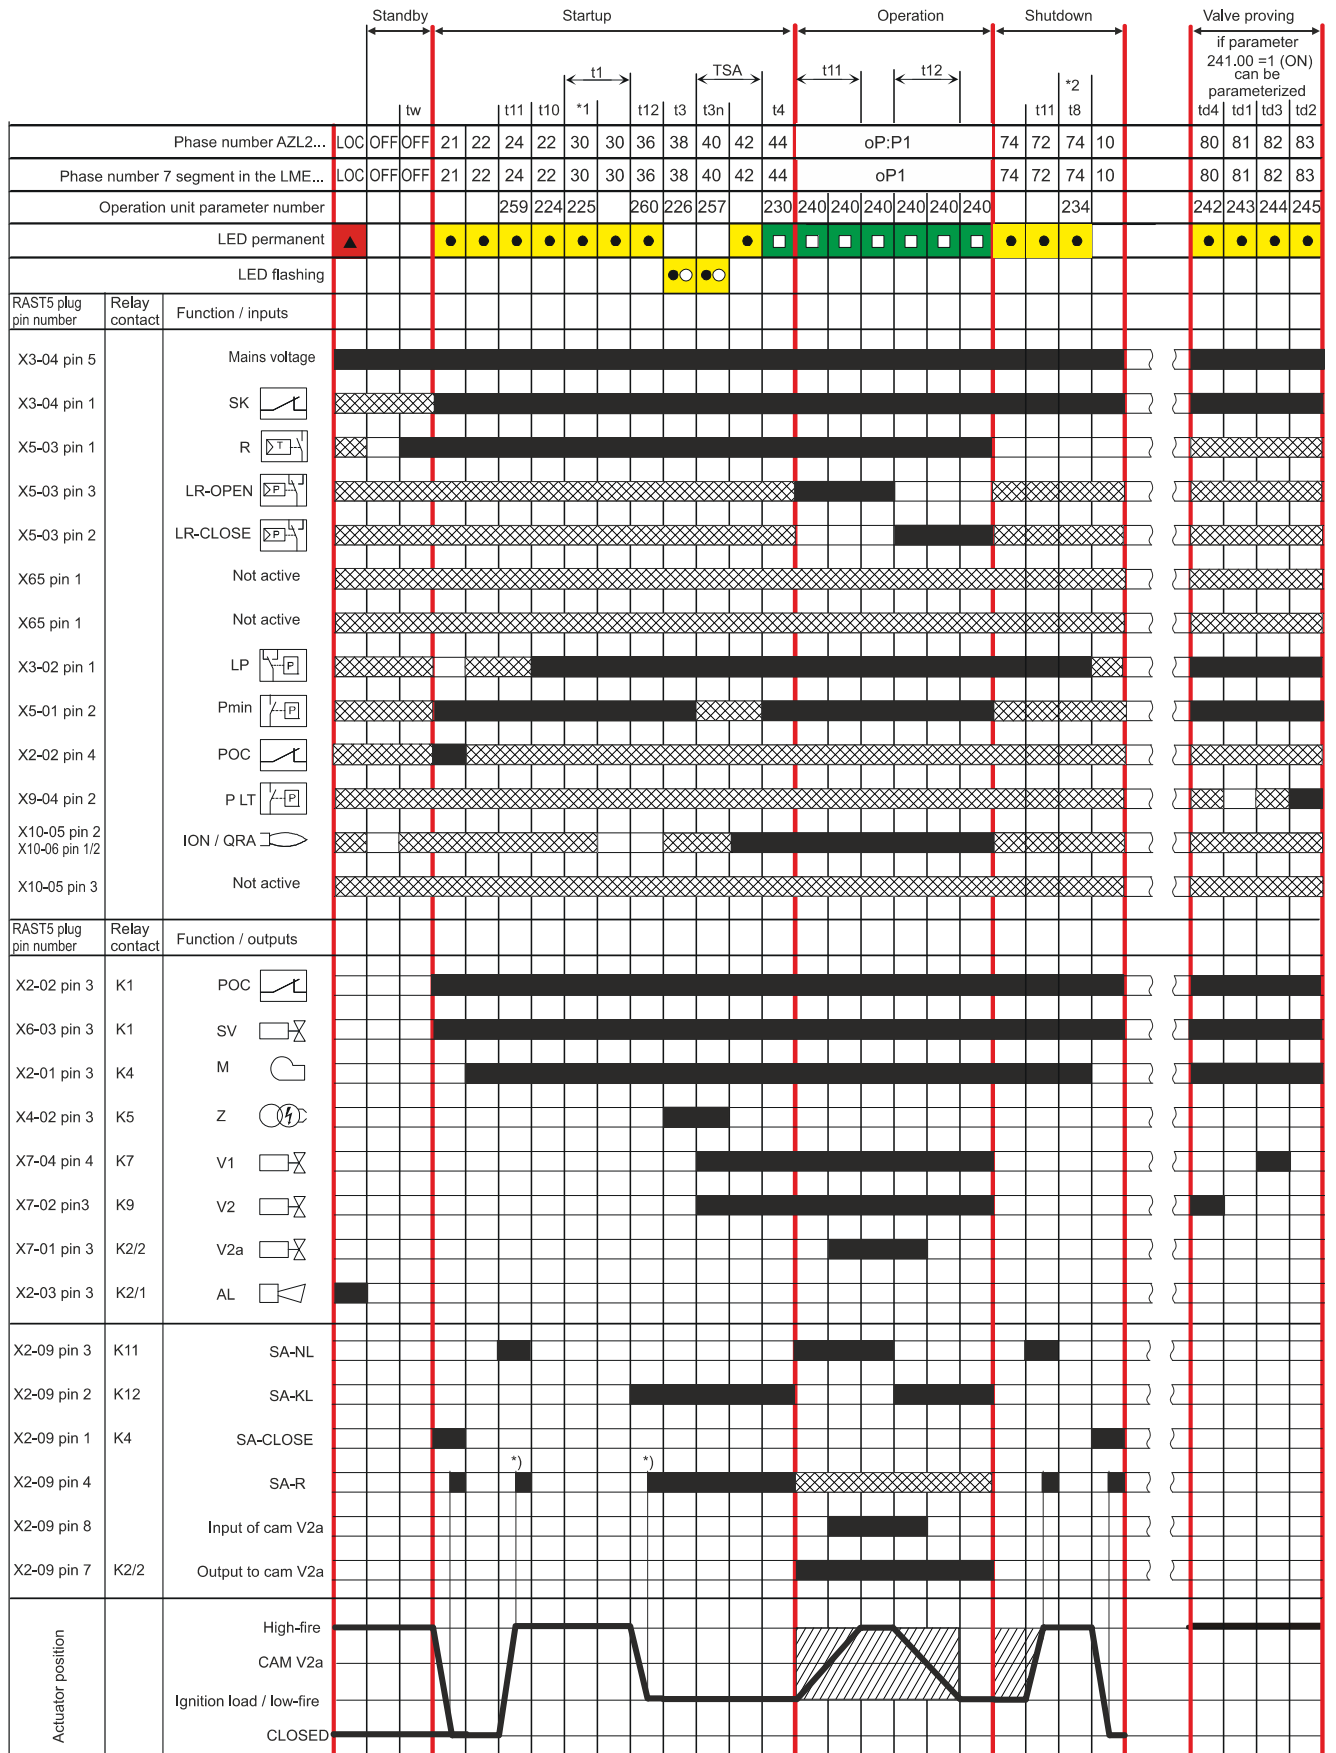 Standby Startup Operation Shutdown Valve proving
if parameter
241.00 =1 (ON)
can be
parameterized
t1 TSA t11 t12 *2
tw t11 t10 *1 t12 t3 t3n t4 t11 t8 td4 td1 td3 td2
Phase number AZL2... LOC OFF OFF 21 22 24 22 30 30 36 38 40 42 44 oP:P1 74 72 74 10 80 81 82 83
Phase number 7 segment in the LME... LOC OFF OFF 21 22 24 22 30 30 36 38 40 42 44 oP1 74 72 74 10 80 81 82 83
Operation unit parameter number 259 224 225 260 226 257 230 240 240 240 240 240 240 234 242 243 244 245
LED permanent
LED flashing
RAST5 plug pin number Relay contact Function / inputs
X3-04 pin 5 Mains voltage
X3-04 pin 1 SK
X5-03 pin 1 R T
X5-03 pin 3 LR-OPEN P
X5-03 pin 2 LR-CLOSE P
X65 pin 1 Not active
X65 pin 1 Not active
X3-02 pin 1 LP P
X5-01 pin 2 Pmin P
X2-02 pin 4 POC
X9-04 pin 2 P LT P
X10-05 pin 2
X10-06 pin 1/2 ION / QRA
X10-05 pin 3 Not active
RAST5 plug pin number Relay contact Function / outputs
X2-02 pin 3 K1 POC
X6-03 pin 3 K1 SV
X2-01 pin 3 K4 M
X4-02 pin 3 K5 Z
X7-04 pin 4 K7 V1
X7-02 pin3 K9 V2
X7-01 pin 3 K2/2 V2a
X2-03 pin 3 K2/1 AL
X2-09 pin 3 K11 SA-NL
X2-09 pin 2 K12 SA-KL
X2-09 pin 1 K4 SA-CLOSE
*) *)
X2-09 pin 4 SA-R
X2-09 pin 8 Input of cam V2a
X2-09 pin 7 K2/2 Output to cam V2a
Actuator position
High-fire
CAM V2a
Ignition load / low-fire
CLOSED